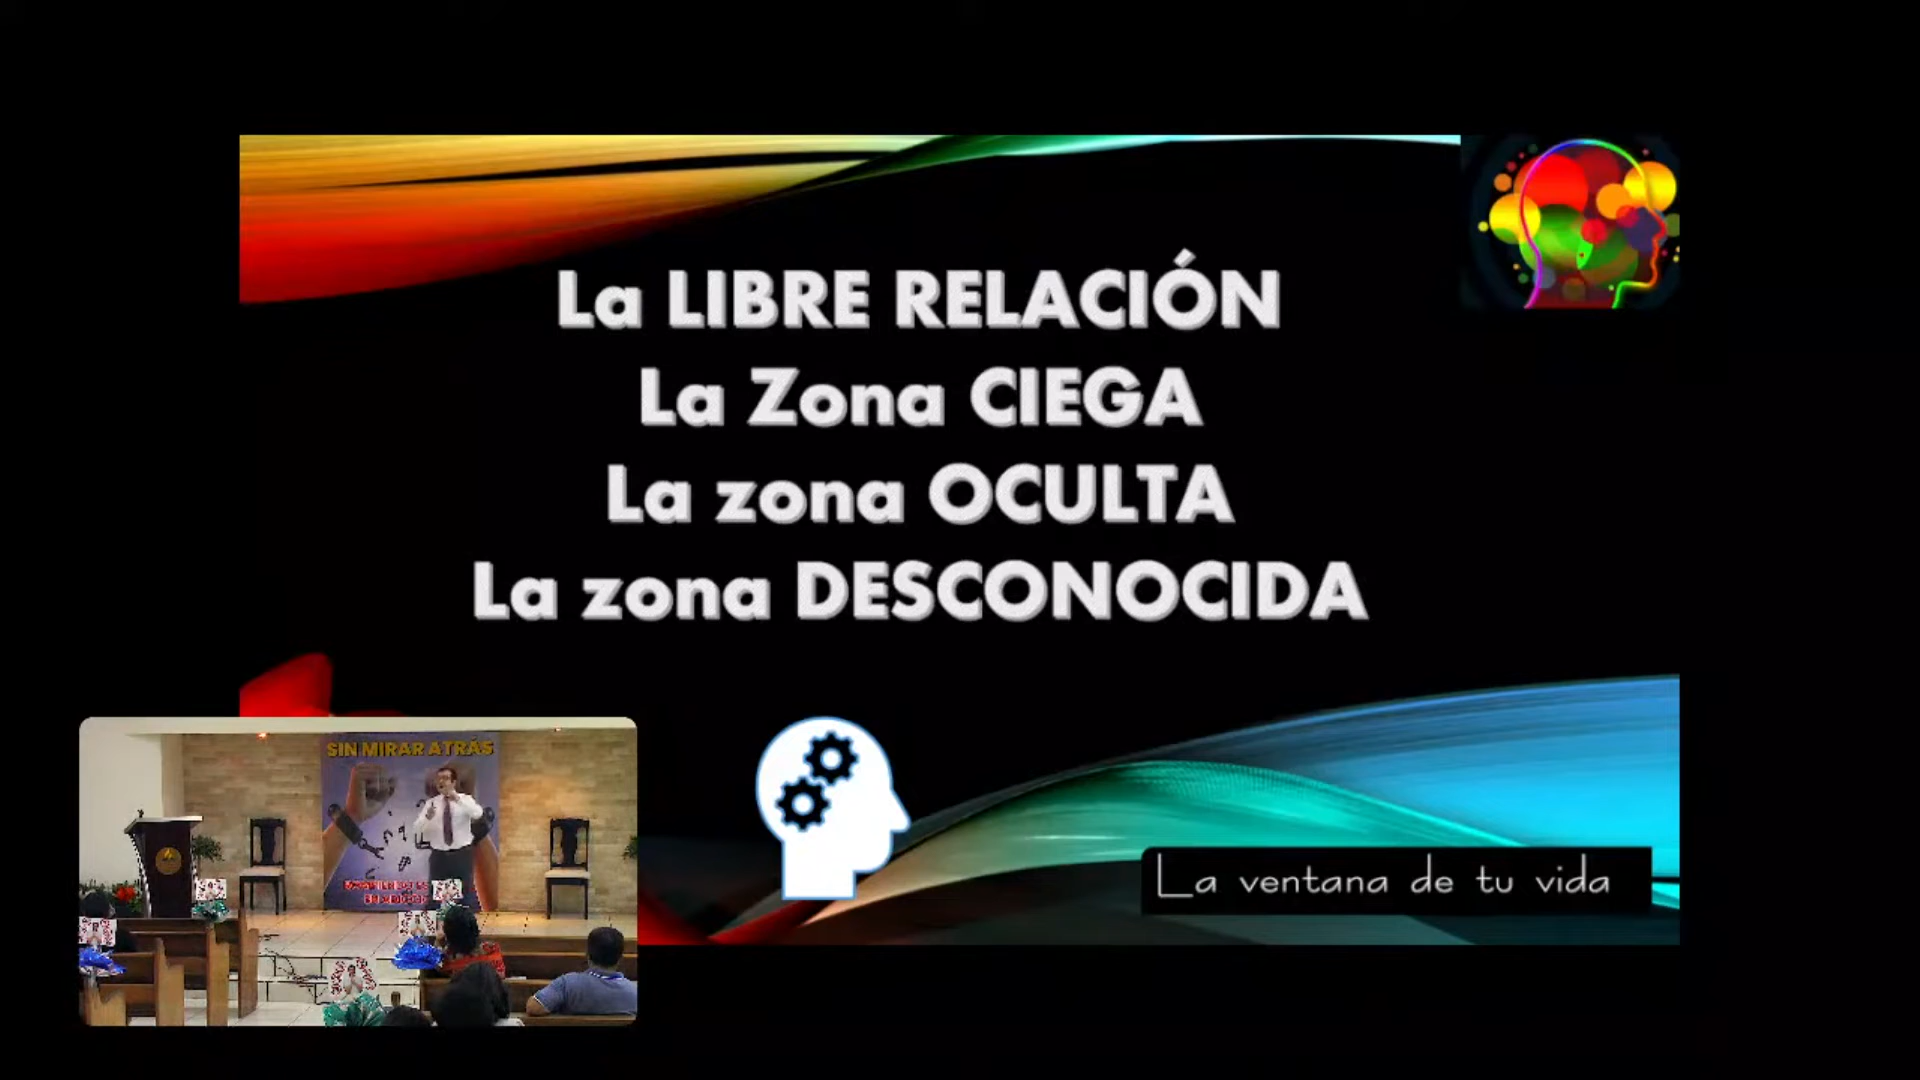 La LIBRE RELACIÓN
La Zona CIEGA
La zona OCULTA
La zona DESCONOCIDA
La ventana de tu vida
SIN MIRAR ATRÁS